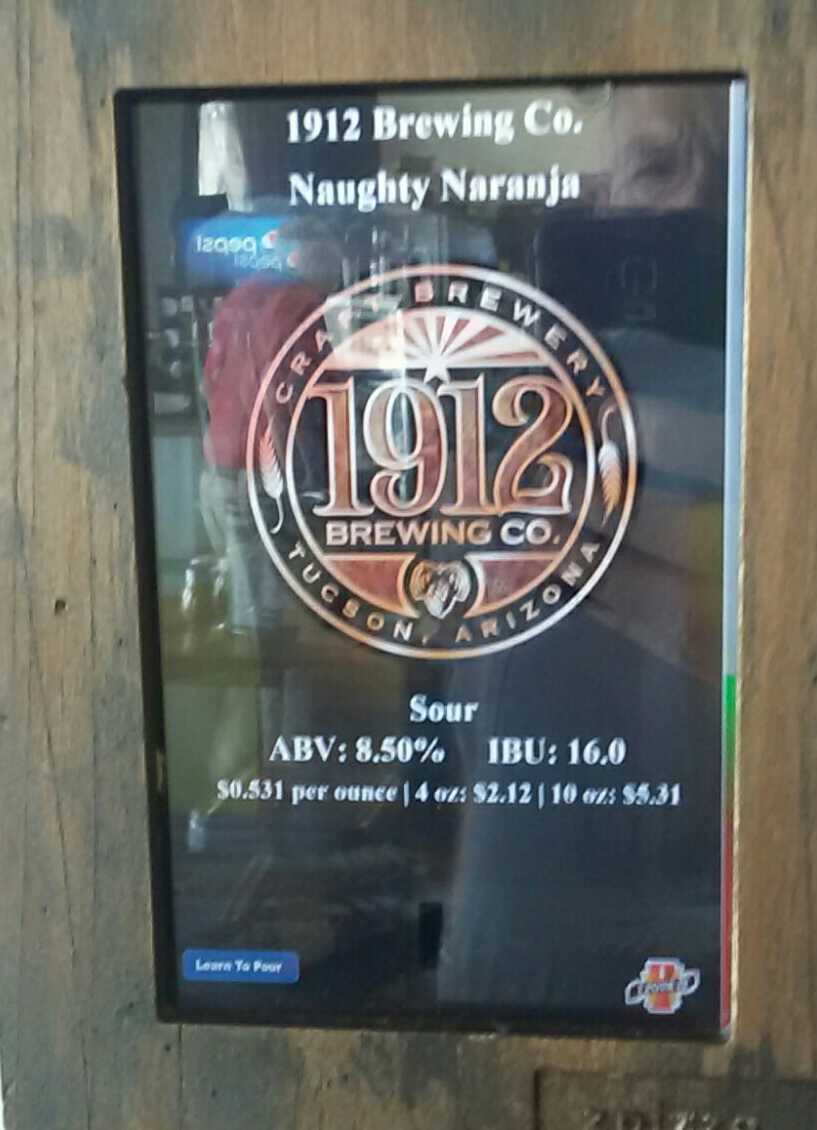 1912 Brewing Co.
Naughty Naranja
pepsi
pepsi
CRAFT BREWERY
1912
BREWING CO.
TUCSON, ARIZONA
Sour
ABV: 8.50% IBU: 16.0
$0.531 per ounce | 4 oz: $2.12 | 10 oz: $5.31
Learn To Pour